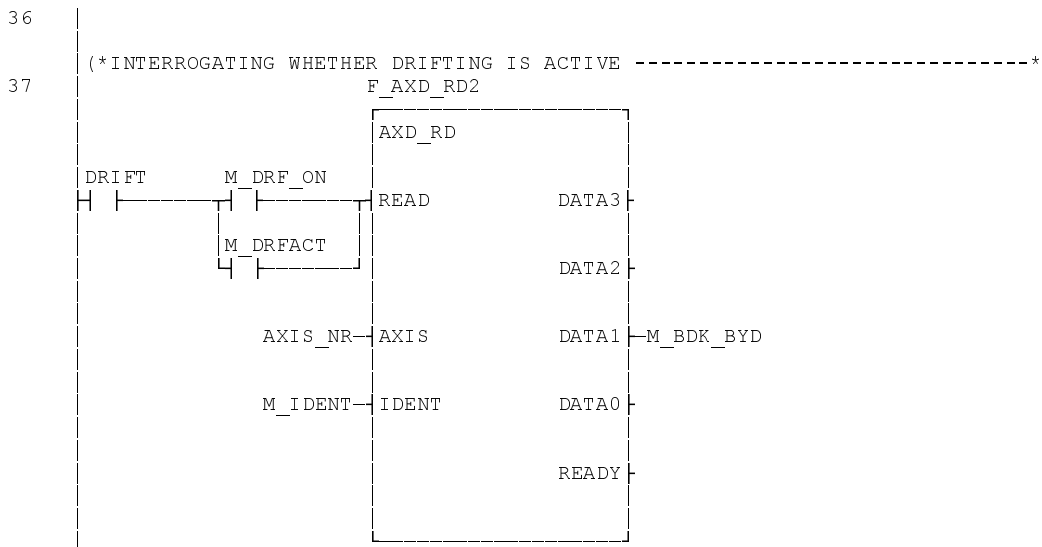 36
(*INTERROGATING WHETHER DRIFTING IS ACTIVE -------------------------------*
37 F_AXD_RD2
AXD_RD
DRIFT M_DRF_ON
READ DATA3
M_DRFACT
DATA2
AXIS_NR AXIS DATA1 M_BDK_BYD
M_IDENT IDENT DATA0
READY